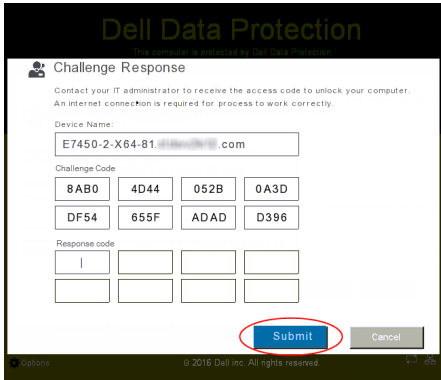 Dell Data Protection
This computer is protected by Dell Data Protection
Challenge Response
Contact your IT administrator to receive the access code to unlock your computer.
An internet connection is required for process to work correctly.
Device Name:
E7450-2-X64-81. .com
Challenge Code
8AB0 4D44 052B 0A3D
DF54 655F ADAD D396
Response code
Submit Cancel
Options © 2016 Dell inc. All rights reserved.